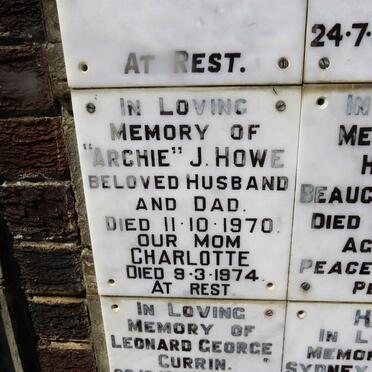 AT REST.
24·7·
IN LOVING
MEMORY OF
"ARCHIE" J. HOWE
BELOVED HUSBAND
AND DAD.
DIED 11·10·1970.
OUR MOM
CHARLOTTE
DIED 9·3·1974.
AT REST
IN
ME
H
BEAUC
DIED
AG
PEACE
PE
IN LOVING
MEMORY OF
LEONARD GEORGE
CURRIN.
H
IN L
MEMO
SYDNEY